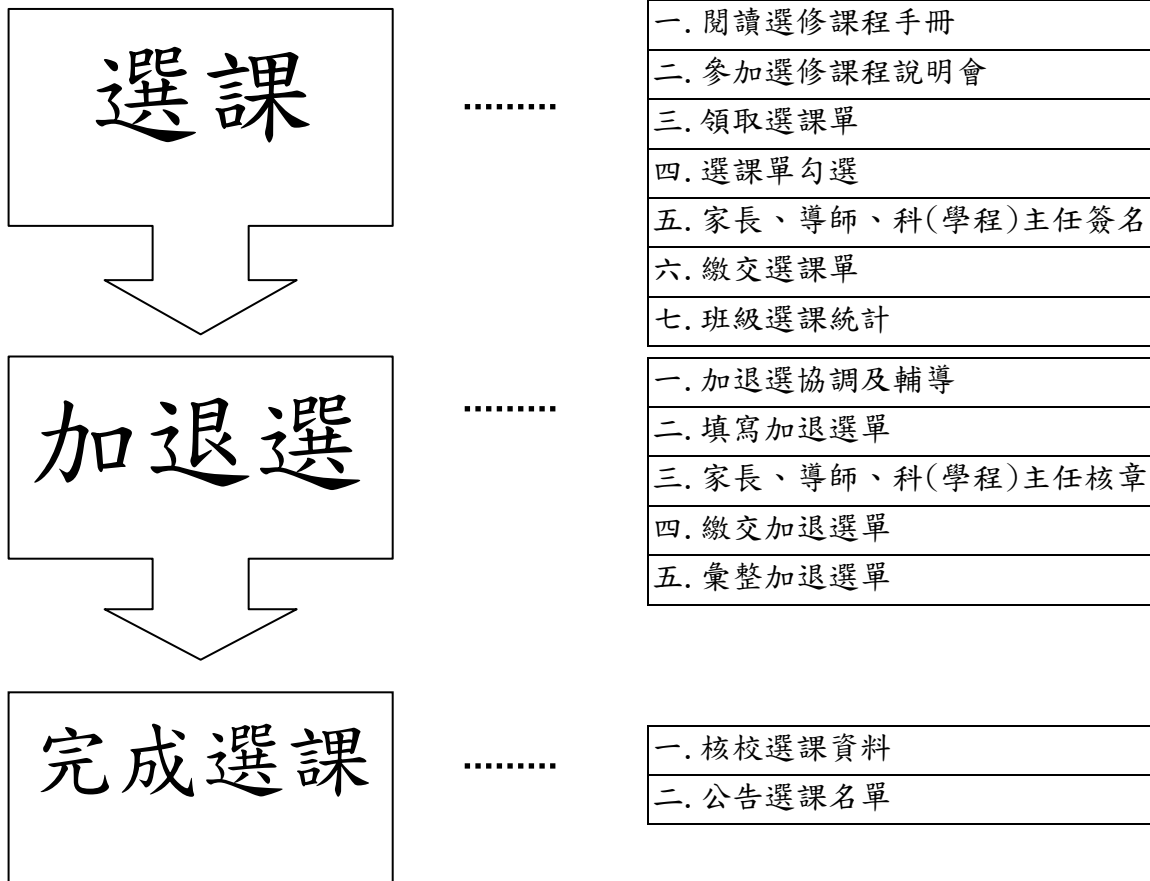 選課
………
一.閱讀選修課程手冊
二.參加選修課程說明會
三.領取選課單
四.選課單勾選
五.家長、導師、科(學程)主任簽名
六.繳交選課單
七.班級選課統計
加退選
………
一.加退選協調及輔導
二.填寫加退選單
三.家長、導師、科(學程)主任核章
四.繳交加退選單
五.彙整加退選單
完成選課
………
一.核校選課資料
二.公告選課名單